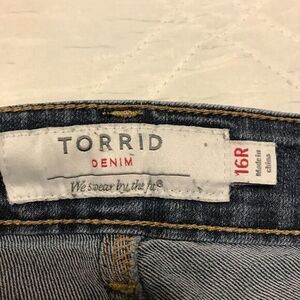 TORRID
DENIM
We swear by the fit®
16R
Made in
china